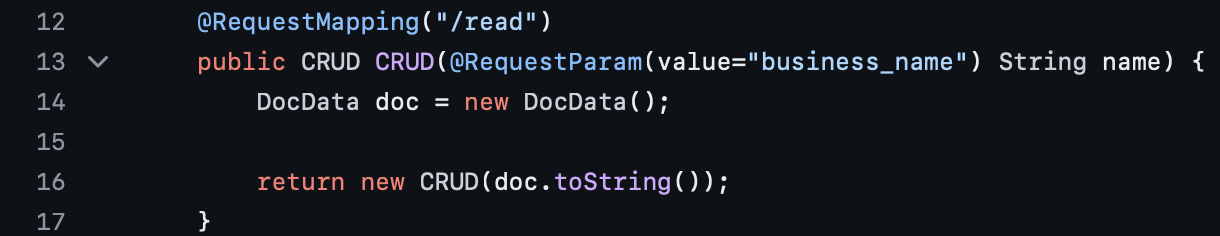 12 @RequestMapping("/read")
13 public CRUD CRUD(@RequestParam(value="business_name") String name) {
14 DocData doc = new DocData();
15
16 return new CRUD(doc.toString());
17 }